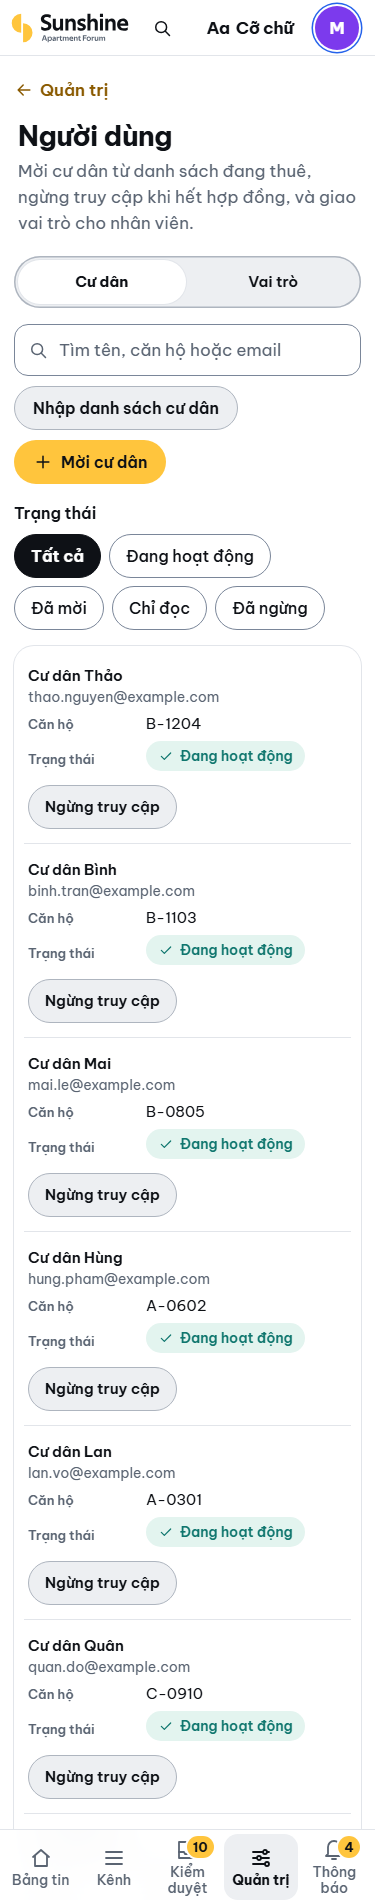 Sunshine
Apartment Forum
Aa Cỡ chữ
M
← Quản trị
Người dùng
Mời cư dân từ danh sách đang thuê,
ngừng truy cập khi hết hợp đồng, và giao
vai trò cho nhân viên.
Cư dân
Vai trò
Tìm tên, căn hộ hoặc email
Nhập danh sách cư dân
+ Mời cư dân
Trạng thái
Tất cả
Đang hoạt động
Đã mời
Chỉ đọc
Đã ngừng
Cư dân Thảo
thao.nguyen@example.com
Căn hộ B-1204
Trạng thái Đang hoạt động
Ngừng truy cập
Cư dân Bình
binh.tran@example.com
Căn hộ B-1103
Trạng thái Đang hoạt động
Ngừng truy cập
Cư dân Mai
mai.le@example.com
Căn hộ B-0805
Trạng thái Đang hoạt động
Ngừng truy cập
Cư dân Hùng
hung.pham@example.com
Căn hộ A-0602
Trạng thái Đang hoạt động
Ngừng truy cập
Cư dân Lan
lan.vo@example.com
Căn hộ A-0301
Trạng thái Đang hoạt động
Ngừng truy cập
Cư dân Quân
quan.do@example.com
Căn hộ C-0910
Trạng thái Đang hoạt động
Ngừng truy cập
Bảng tin
Kênh
10
Kiểm
duyệt
Quản trị
4
Thông
báo